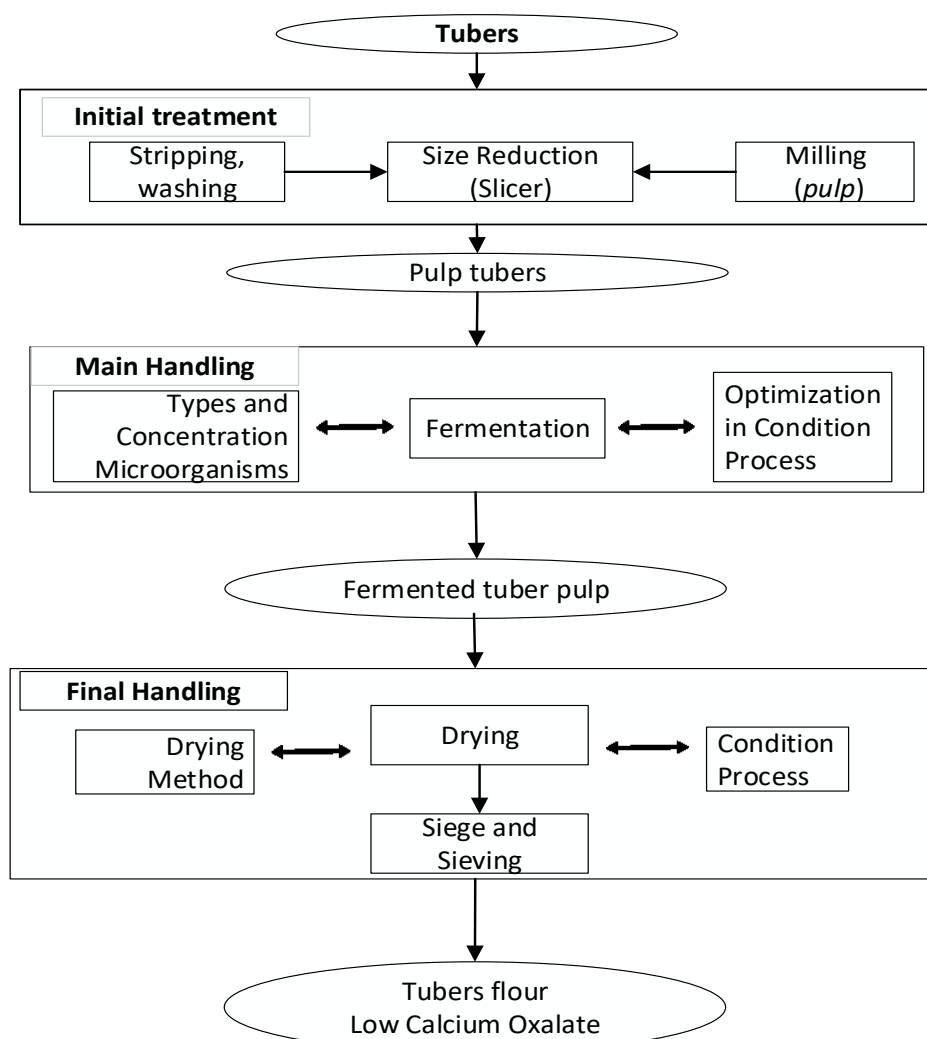 Tubers
Initial treatment
Stripping,
washing
Size Reduction
(Slicer)
Milling
(pulp)
Pulp tubers
Main Handling
Types and
Concentration
Microorganisms
Fermentation
Optimization
in Condition
Process
Fermented tuber pulp
Final Handling
Drying
Method
Drying
Condition
Process
Siege and
Sieving
Tubers flour
Low Calcium Oxalate